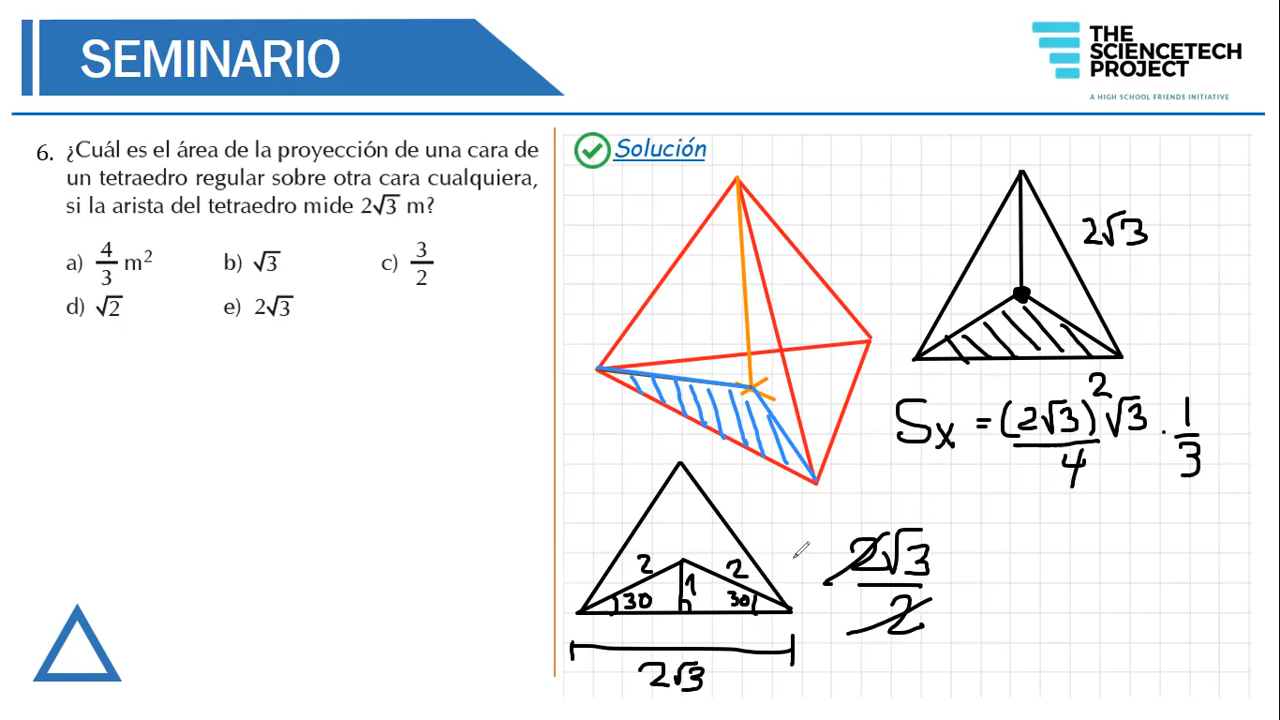 SEMINARIO
THE
SCIENCETECH
PROJECT
A HIGH SCHOOL FRIENDS INITIATIVE
6. ¿Cuál es el área de la proyección de una cara de
un tetraedro regular sobre otra cara cualquiera,
si la arista del tetraedro mide 2√3 m?
a) 4/3 m² b) √3 c) 3/2
d) √2 e) 2√3
Solución
2√3
Sx = (2√3)²√3/4 · 1/3
2 2
30 1 30
2√3
2√3/2